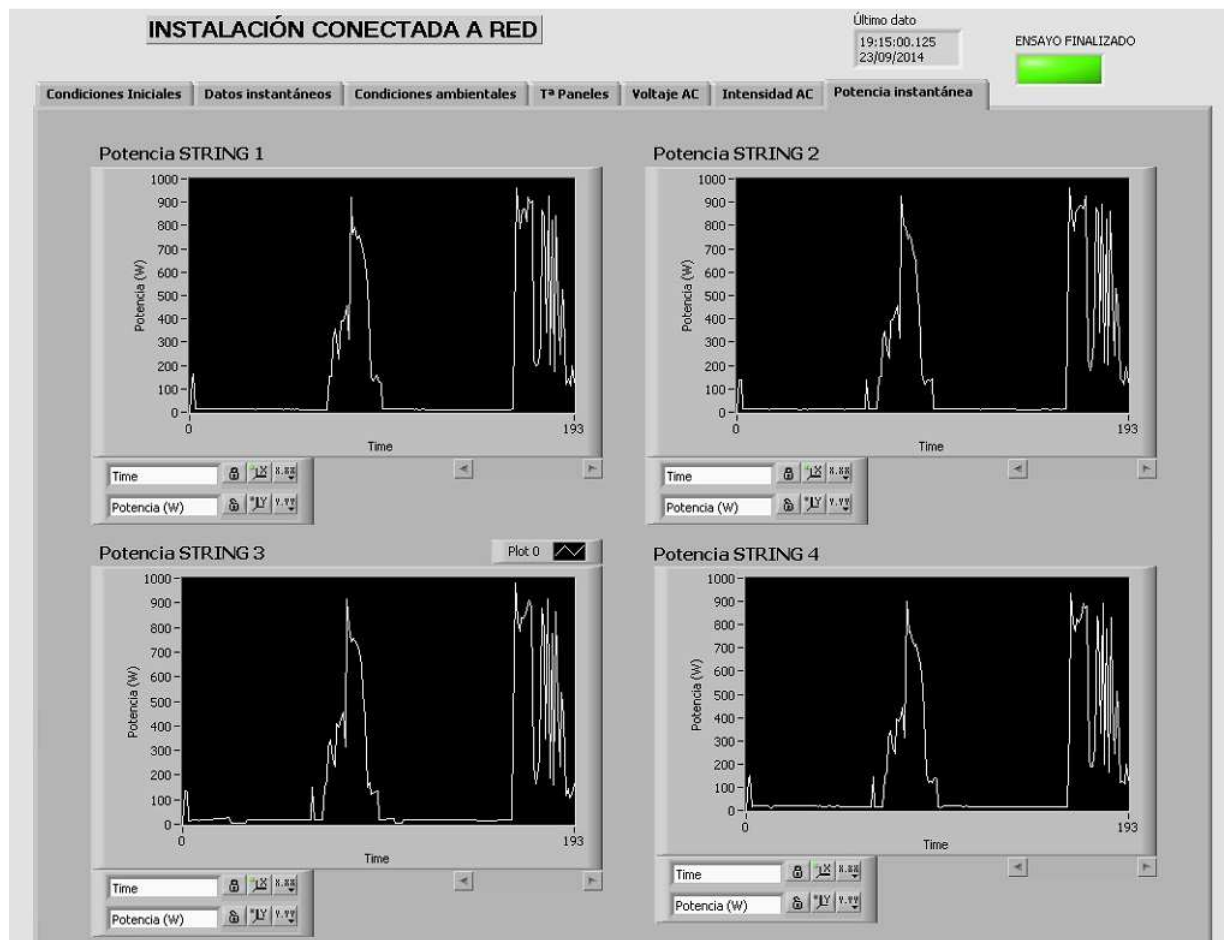 INSTALACIÓN CONECTADA A RED
Último dato
19:15:00.125
23/09/2014
ENSAYO FINALIZADO
Condiciones Iniciales
Datos instantáneos
Condiciones ambientales
Tª Paneles
Voltaje AC
Intensidad AC
Potencia instantánea
Potencia STRING 1
1000
900
800
700
600
500
400
300
200
100
0
Potencia (W)
0
193
Time
Time
Potencia (W)
Potencia STRING 2
1000
900
800
700
600
500
400
300
200
100
0
Potencia (W)
0
193
Time
Time
Potencia (W)
Potencia STRING 3
Plot 0
1000
900
800
700
600
500
400
300
200
100
0
Potencia (W)
0
193
Time
Time
Potencia (W)
Potencia STRING 4
1000
900
800
700
600
500
400
300
200
100
0
Potencia (W)
0
193
Time
Time
Potencia (W)